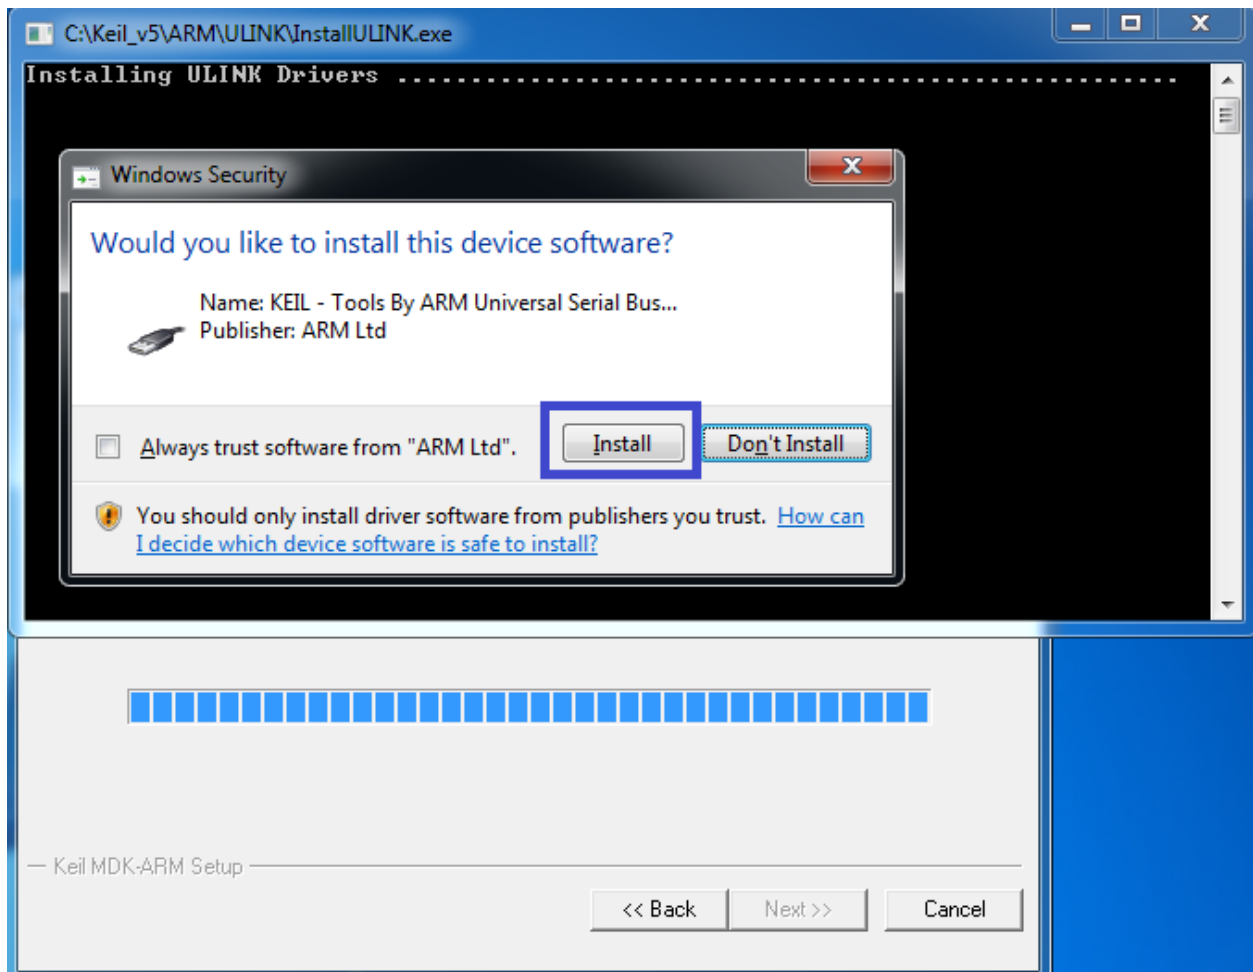 C:\Keil_v5\ARM\ULINK\InstallULINK.exe
Installing ULINK Drivers ......................................................
Windows Security
Would you like to install this device software?
Name: KEIL - Tools By ARM Universal Serial Bus...
Publisher: ARM Ltd
Always trust software from "ARM Ltd".
Install
Don't Install
You should only install driver software from publishers you trust. How can
I decide which device software is safe to install?
Keil MDK-ARM Setup
<< Back
Next >>
Cancel